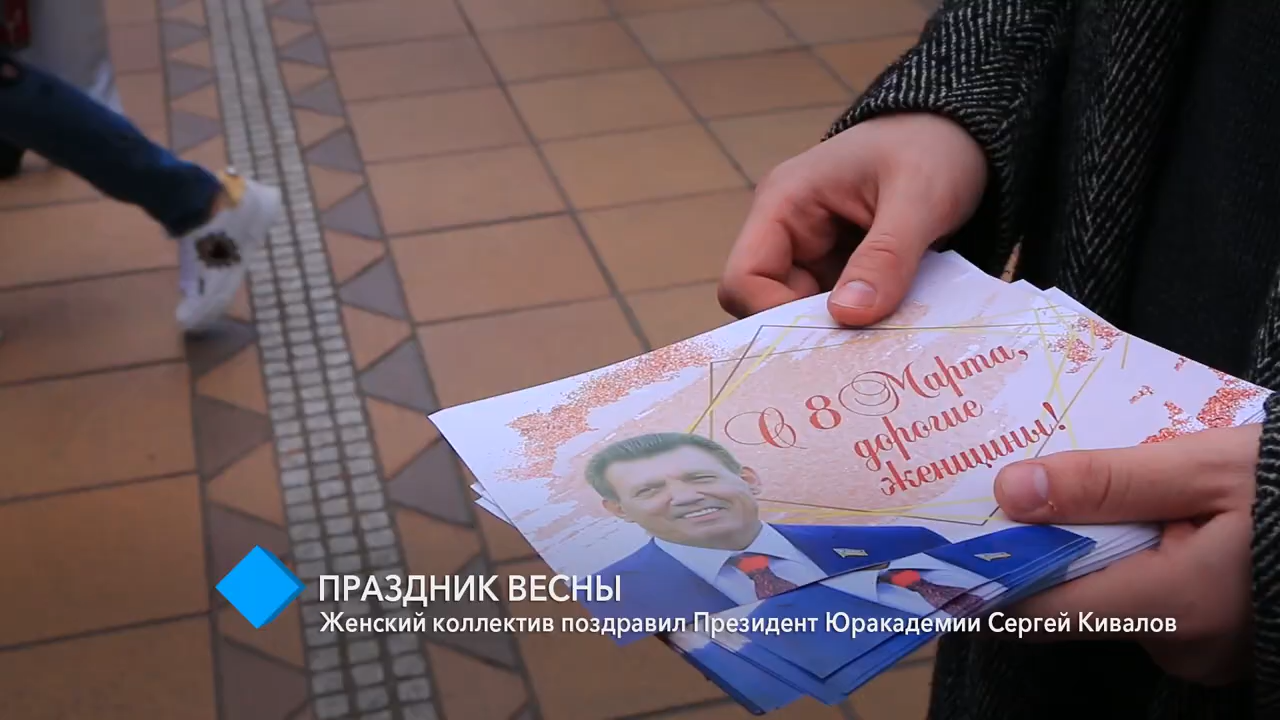 С 8 Марта,
дорогие
женщины!
ПРАЗДНИК ВЕСНЫ
Женский коллектив поздравил Президент Юракадемии Сергей Кивалов